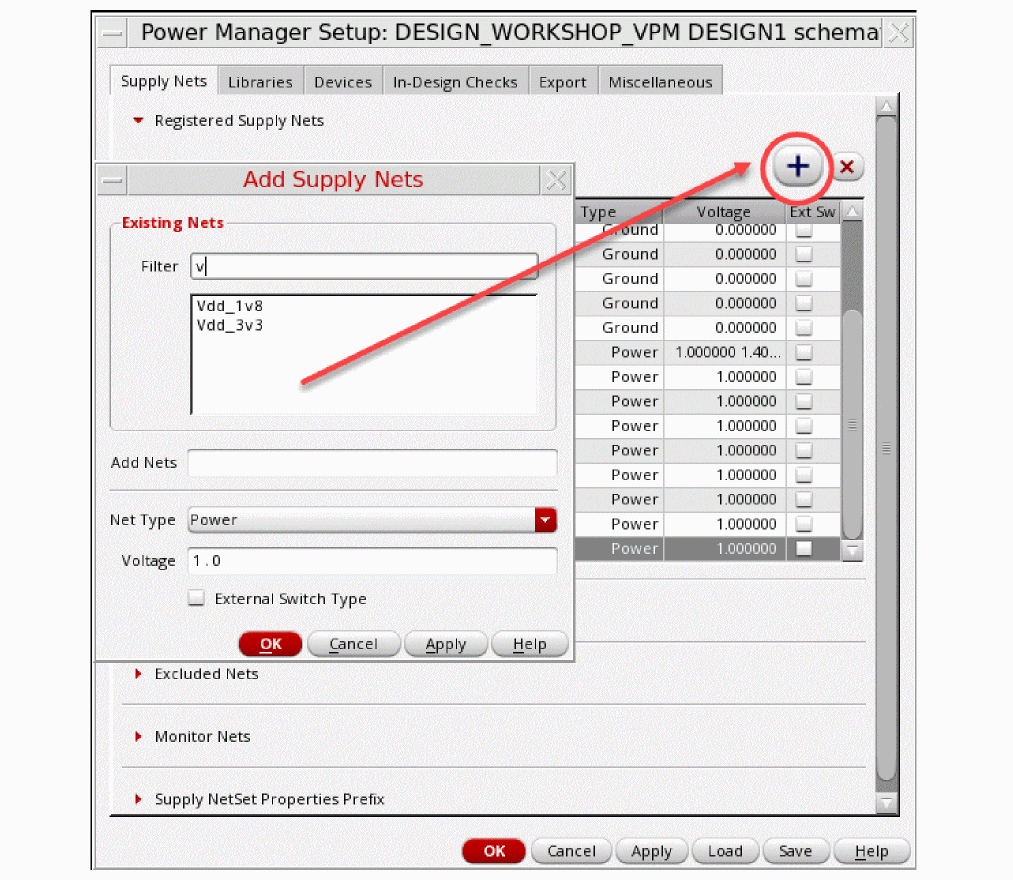 Power Manager Setup: DESIGN_WORKSHOP_VPM DESIGN1 schema
Supply Nets Libraries Devices In-Design Checks Export Miscellaneous
Registered Supply Nets
Add Supply Nets
Existing Nets
Filter v
Vdd_1v8
Vdd_3v3
Add Nets
Net Type Power
Voltage 1.0
External Switch Type
OK Cancel Apply Help
Type Voltage Ext Sw
Ground 0.000000
Ground 0.000000
Ground 0.000000
Ground 0.000000
Ground 0.000000
Power 1.000000 1.40...
Power 1.000000
Power 1.000000
Power 1.000000
Power 1.000000
Power 1.000000
Power 1.000000
Power 1.000000
Power 1.000000
Excluded Nets
Monitor Nets
Supply NetSet Properties Prefix
OK Cancel Apply Load Save Help